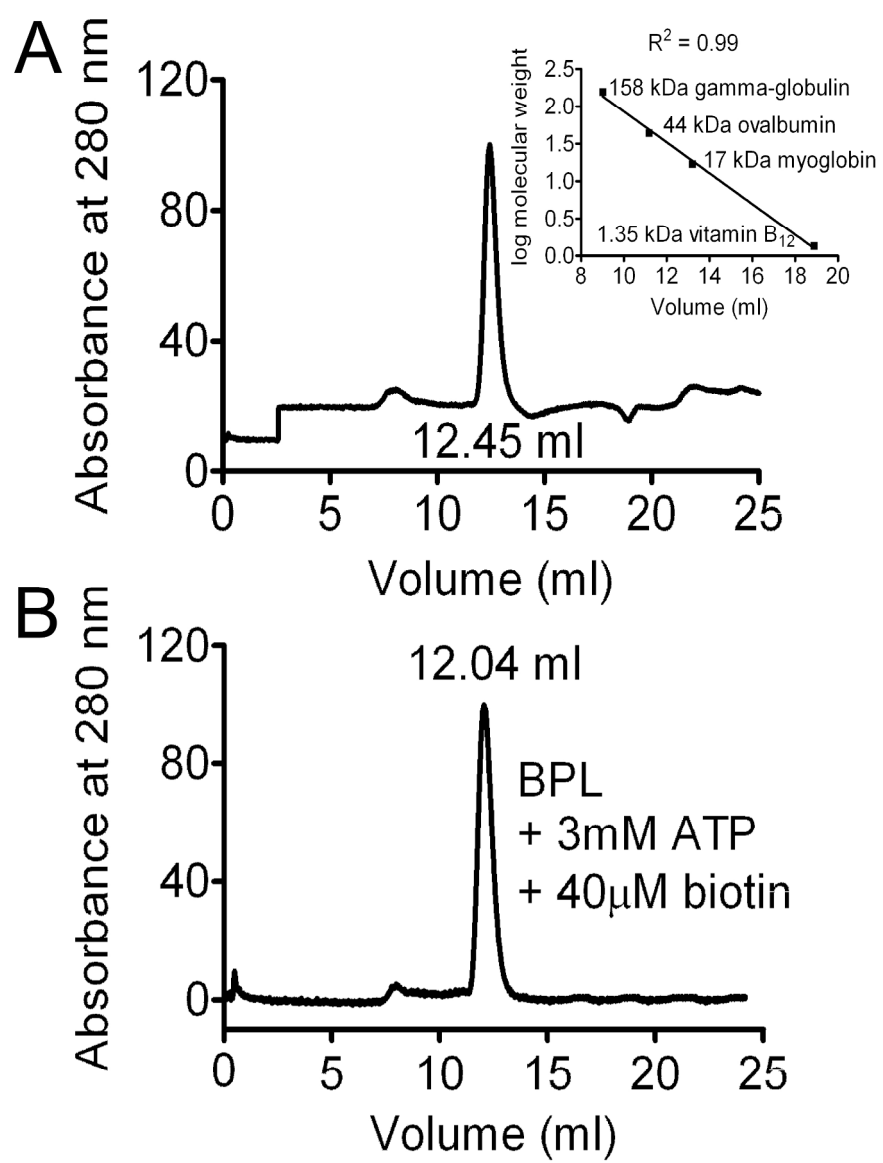 A
Absorbance at 280 nm
120
80
40
0
0 5 10 15 20 25
Volume (ml)
12.45 ml
R² = 0.99
log molecular weight
2.5
2.0
1.5
1.0
0.5
0.0
158 kDa gamma-globulin
44 kDa ovalbumin
17 kDa myoglobin
1.35 kDa vitamin B₁₂
8 10 12 14 16 18 20
Volume (ml)
B
Absorbance at 280 nm
120
80
40
0
12.04 ml
BPL
+ 3mM ATP
+ 40μM biotin
0 5 10 15 20 25
Volume (ml)